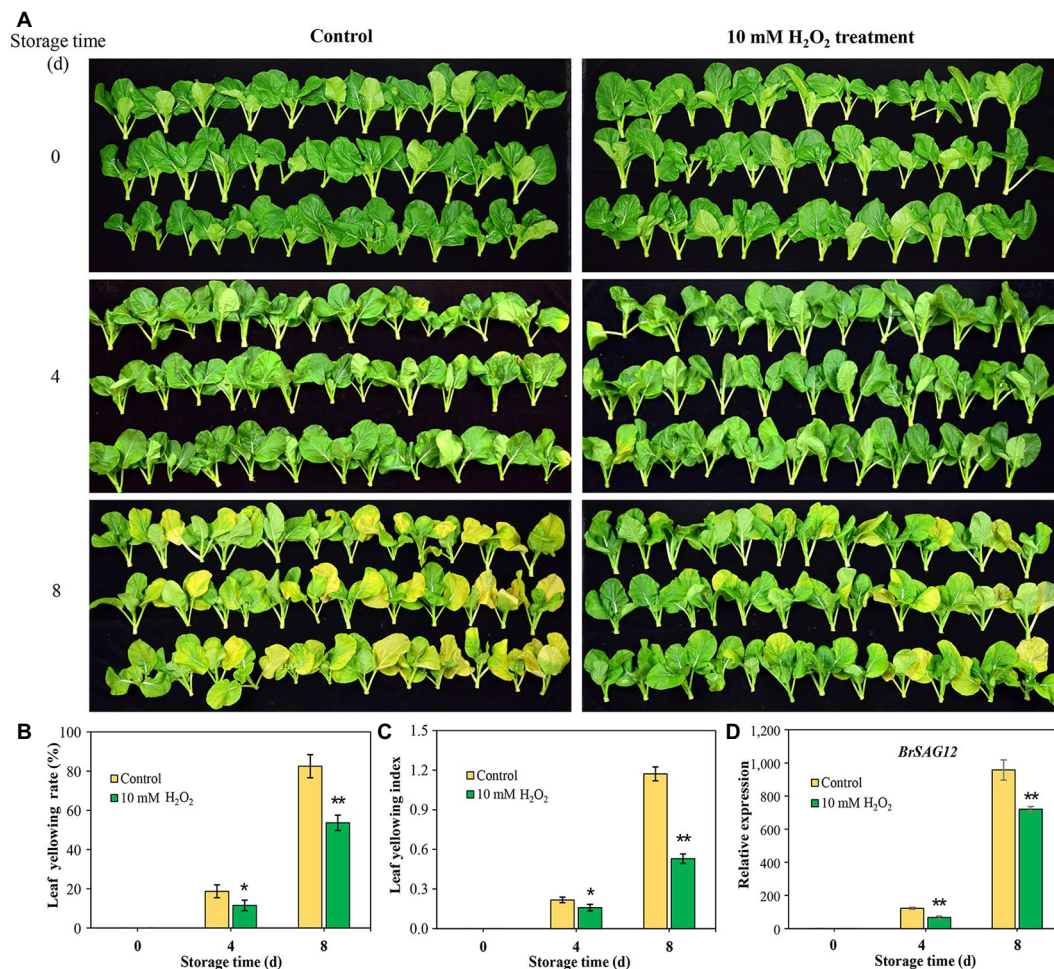 A
Storage time
(d)
Control
10 mM H₂O₂ treatment
0
4
8
B
Leaf yellowing rate (%)
100
80
60
40
20
0
Control
10 mM H₂O₂
*
**
0
4
8
Storage time (d)
C
Leaf yellowing index
1.5
1.2
0.9
0.6
0.3
0.0
Control
10 mM H₂O₂
*
**
0
4
8
Storage time (d)
D
Relative expression
1,200
1,000
800
600
400
200
0
BrSAG12
Control
10 mM H₂O₂
**
**
0
4
8
Storage time (d)